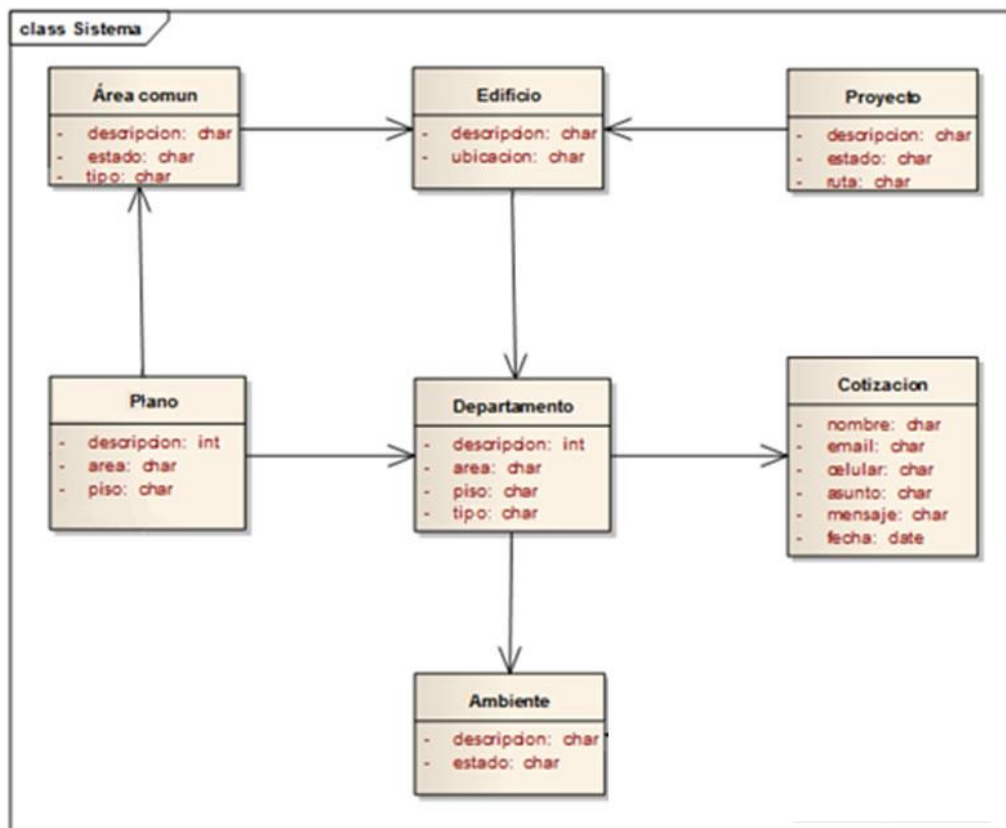 class Sistema
Área comun
- descripcion: char
- estado: char
- tipo: char
Edificio
- descripcion: char
- ubicacion: char
Proyecto
- descripcion: char
- estado: char
- ruta: char
Plano
- descripcion: int
- area: char
- piso: char
Departamento
- descripcion: int
- area: char
- piso: char
- tipo: char
Cotizacion
- nombre: char
- email: char
- celular: char
- asunto: char
- mensaje: char
- fecha: date
Ambiente
- descripcion: char
- estado: char